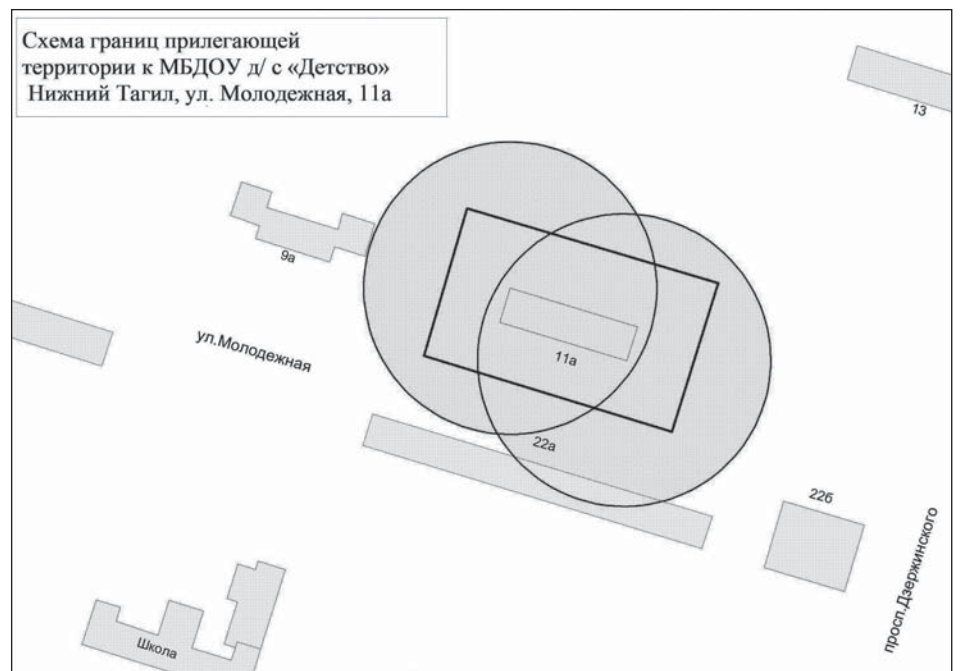 Схема границ прилегающей
территории к МБДОУ д/ с «Детство»
Нижний Тагил, ул. Молодежная, 11а
13
9а
ул.Молодежная
11а
22а
22б
просп.Дзержинского
Школа